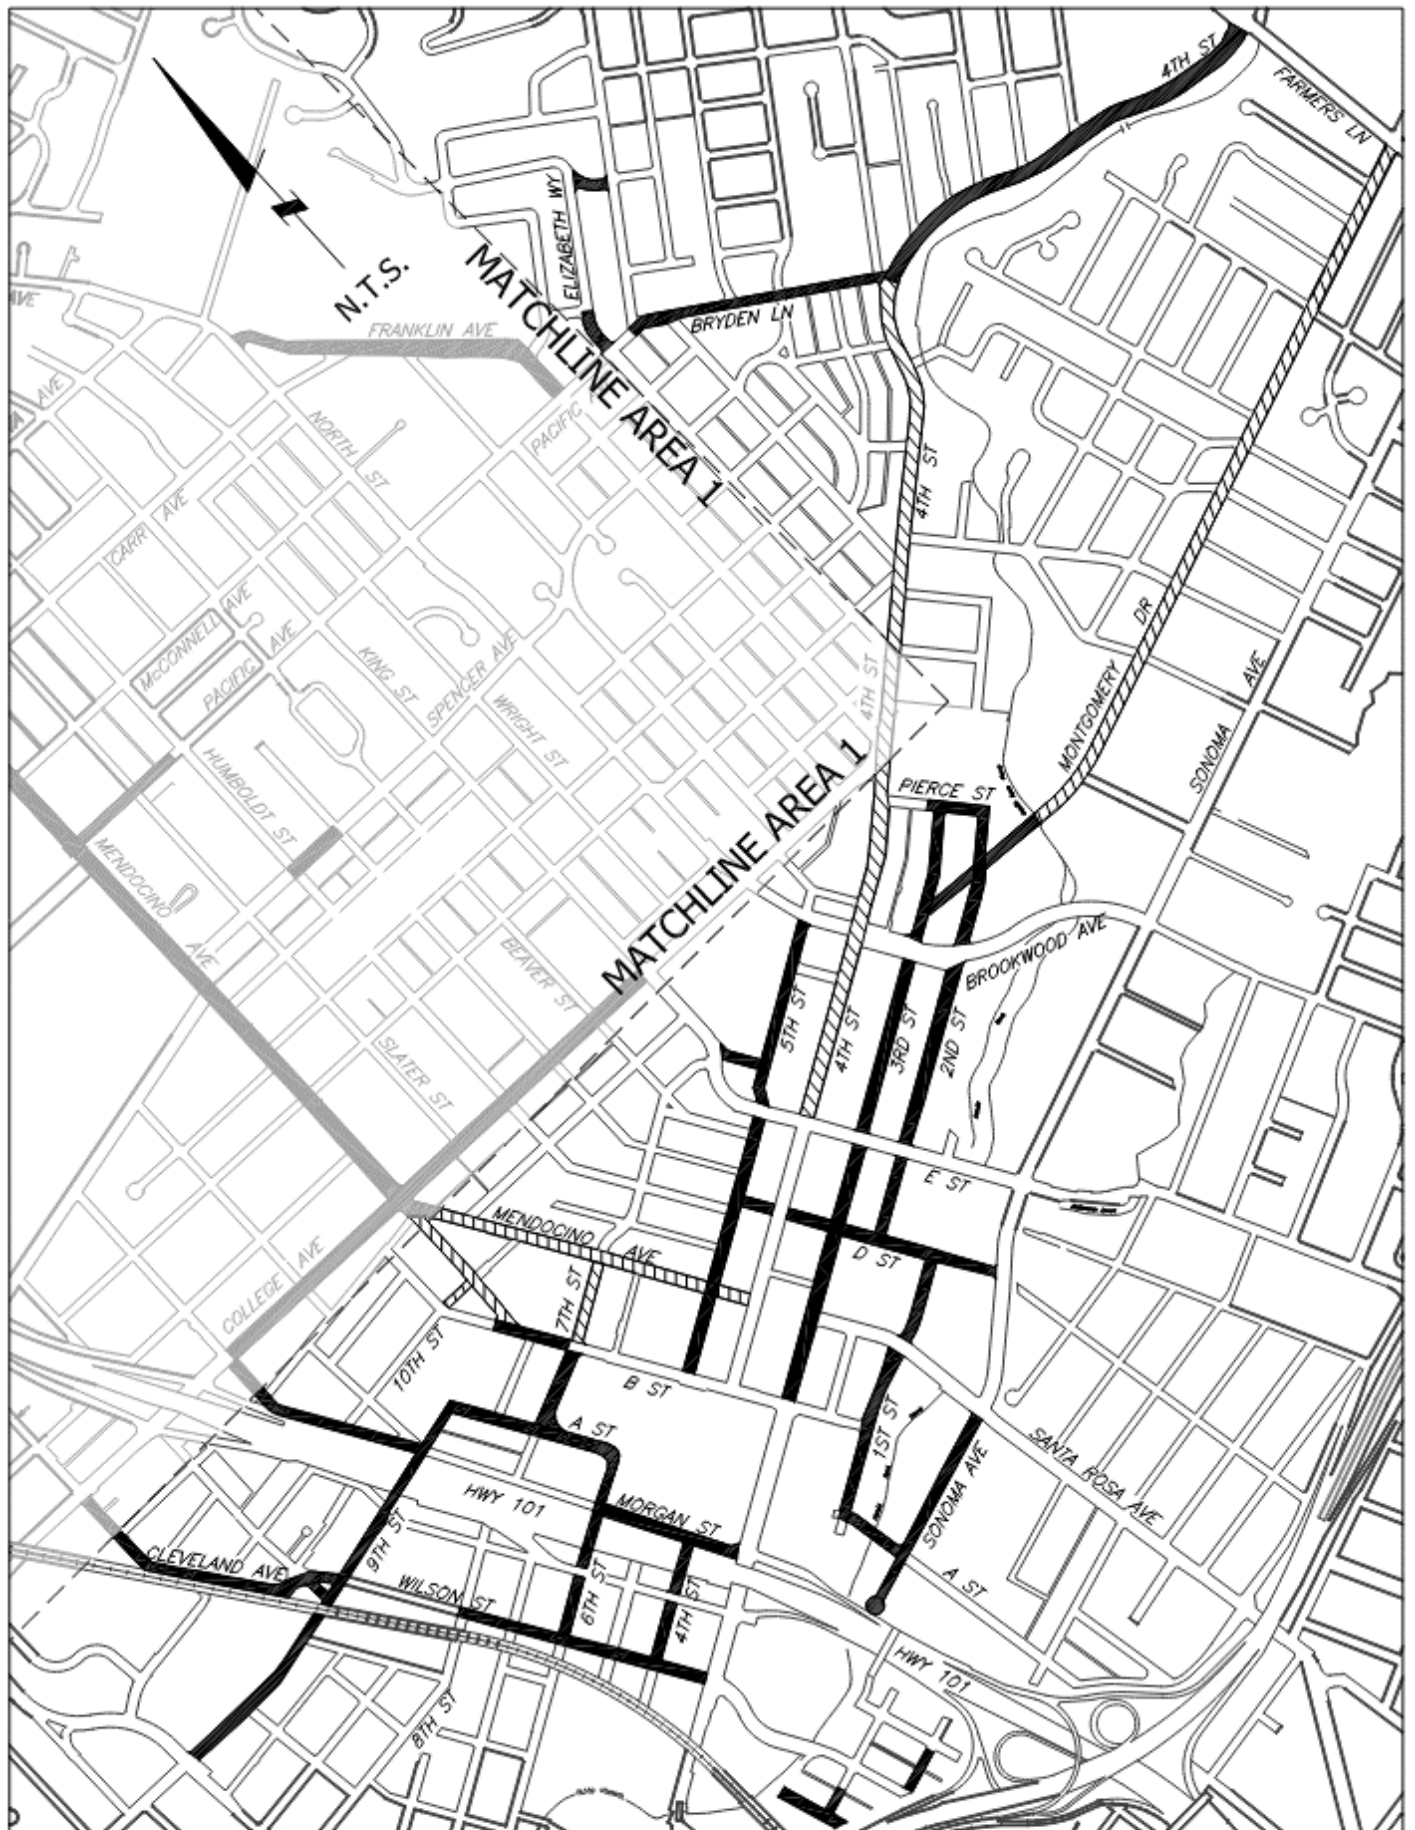 4TH ST
FARMERS LN
ELIZABETH WY
N.T.S.
MATCHLINE AREA 1
AVE
FRANKLIN AVE
BRYDEN LN
AVE
NORTH ST
PACIFIC
4TH ST
CARR AVE
McCONNELL AVE
PACIFIC AVE
KING ST
SPENCER AVE
WRIGHT ST
4TH ST
MONTGOMERY DR
SONOMA AVE
HUMBOLDT ST
MATCHLINE AREA 1
PIERCE ST
MENDOCINO AVE
BEAVER ST
BROOKWOOD AVE
5TH ST
4TH ST
3RD ST
2ND ST
SLATER ST
E ST
MENDOCINO AVE
D ST
COLLEGE AVE
7TH ST
10TH ST
B ST
A ST
1ST ST
SANTA ROSA AVE
HWY 101
MORGAN ST
SONOMA AVE
9TH ST
CLEVELAND AVE
WILSON ST
6TH ST
4TH ST
A ST
HWY 101
8TH ST